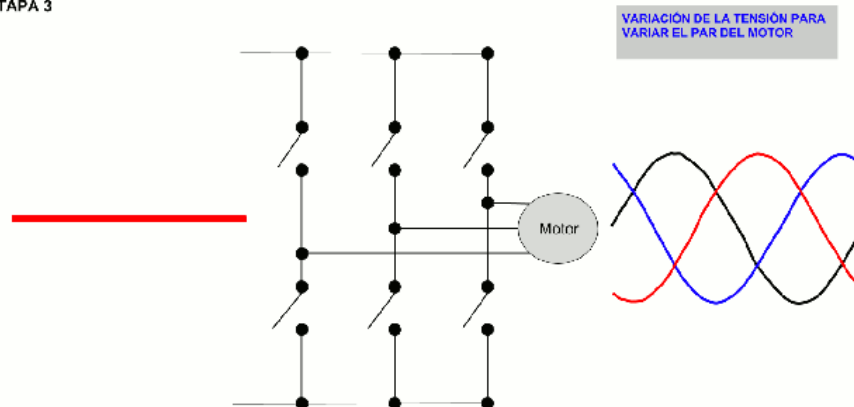 TAPA 3
VARIACIÓN DE LA TENSIÓN PARA
VARIAR EL PAR DEL MOTOR
Motor